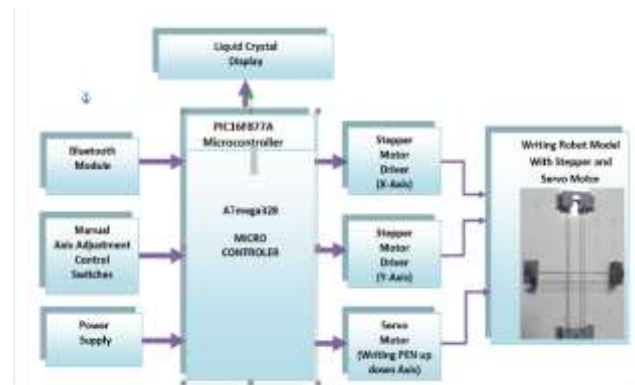 Liquid Crystal
Display
PIC16F877A
Microcontroller
Bluetooth
Module
Stepper
Motor
Driver
(X-Axis)
Writing Robot Model
With Stepper and
Servo Motor
Manual
Axis Adjustment
Control
Switches
ATmega328
MICRO
CONTROLER
Stepper
Motor
Driver
(Y-Axis)
Power
Supply
Servo
Motor
(Writing PEN up
down Axis)